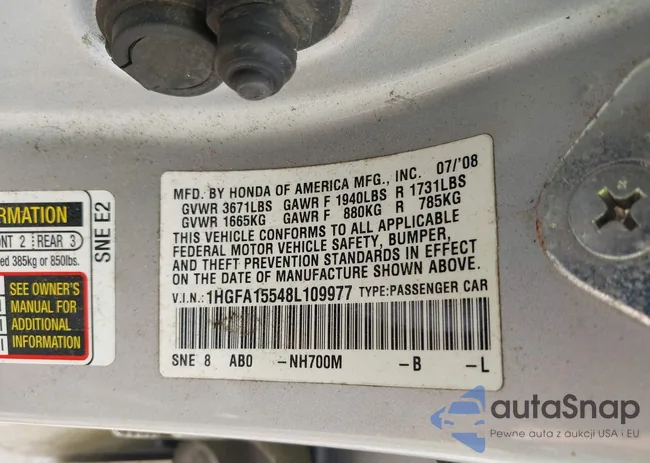 MFD. BY HONDA OF AMERICA MFG., INC. 07/'08
GVWR 3671LBS GAWR F 1940LBS R 1731LBS
GVWR 1665KG GAWR F 880KG R 785KG
THIS VEHICLE CONFORMS TO ALL APPLICABLE
FEDERAL MOTOR VEHICLE SAFETY, BUMPER,
AND THEFT PREVENTION STANDARDS IN EFFECT
ON THE DATE OF MANUFACTURE SHOWN ABOVE.
V.I.N.: 1HGFA15548L109977 TYPE:PASSENGER CAR
SNE 8 AB0 -NH700M -B -L
ORMATION
ONT 2 REAR 3
ed 385kg or 850lbs.
SEE OWNER'S
MANUAL FOR
ADDITIONAL
INFORMATION
SNE E2
autoSnap
Pewne auta z aukcji USA i EU